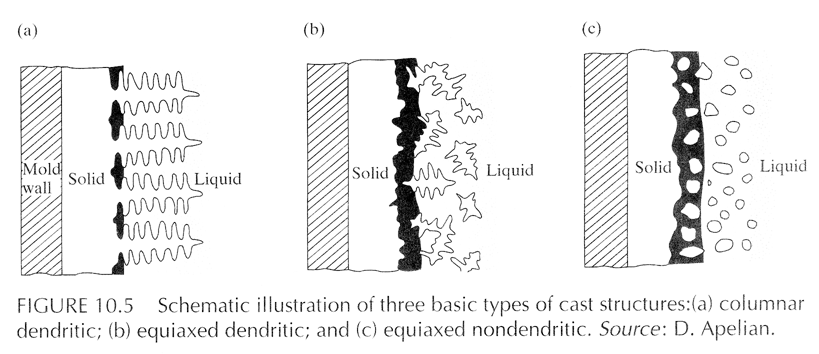 (a)
(b)
(c)
Mold
wall
Solid
Liquid
Solid
Liquid
Solid
Liquid
FIGURE 10.5 Schematic illustration of three basic types of cast structures:(a) columnar
dendritic; (b) equiaxed dendritic; and (c) equiaxed nondendritic. Source: D. Apelian.